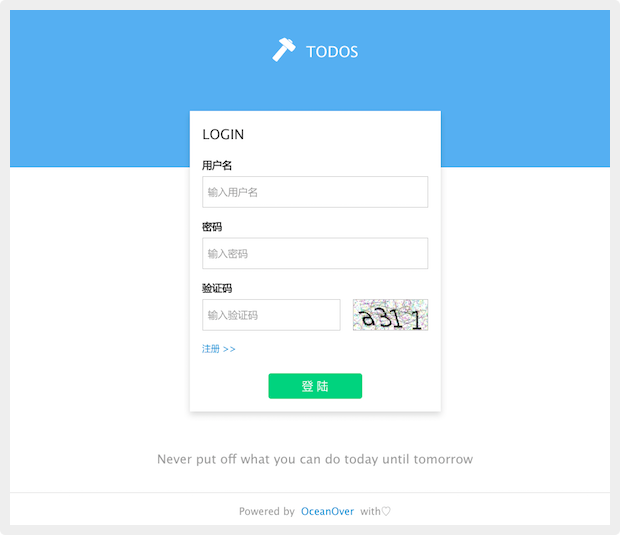 TODOS
LOGIN
用户名
输入用户名
密码
输入密码
验证码
输入验证码
a311
注册 >>
登 陆
Never put off what you can do today until tomorrow
Powered by OceanOver with♡